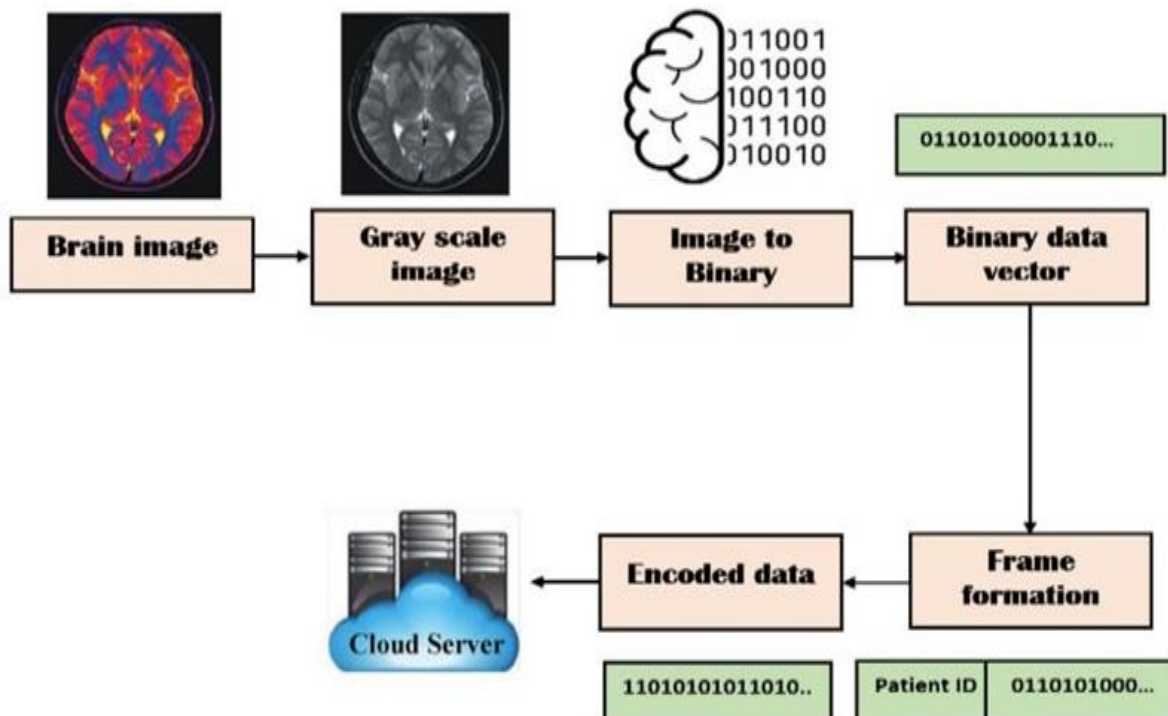 011001
001000
100110
011100
010010
01101010001110...
Brain image
Gray scale
image
Image to
Binary
Binary data
vector
Cloud Server
Encoded data
Frame
formation
11010101011010..
Patient ID
0110101000...